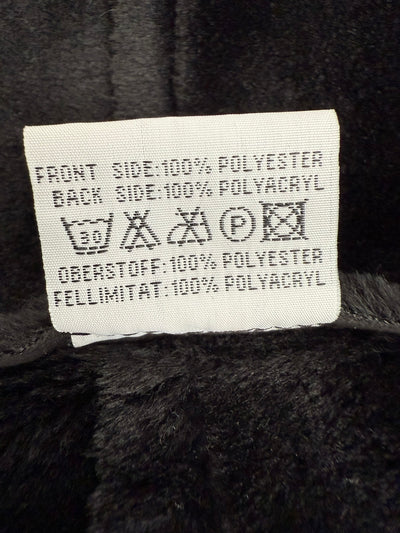 FRONT SIDE:100% POLYESTER
BACK SIDE:100% POLYACRYL
30 P
OBERSTOFF:100% POLYESTER
FELLIMITAT:100% POLYACRYL